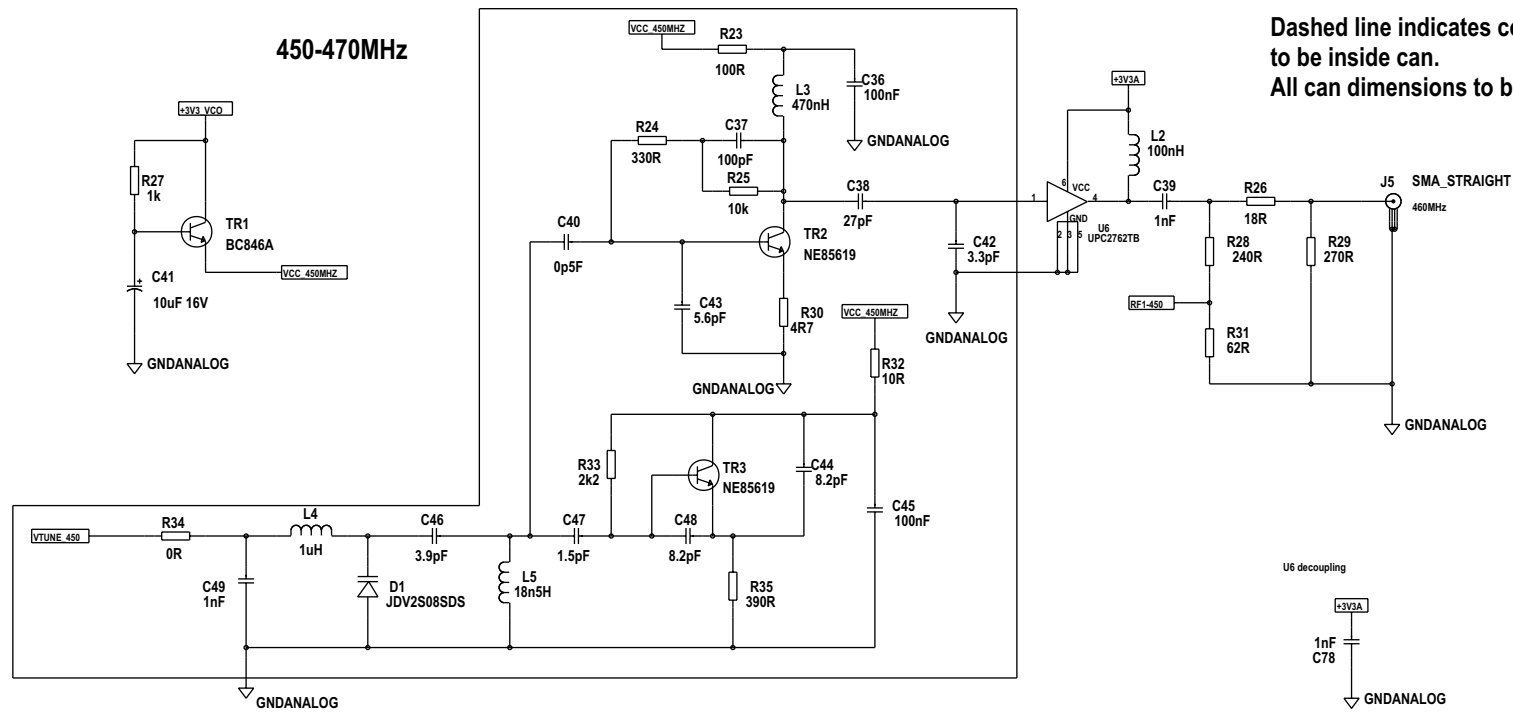 450-470MHz
Dashed line indicates co
to be inside can.
All can dimensions to b
+3V3_VCO
R27
1k
TR1
BC846A
VCC_450MHZ
C41
10uF 16V
GNDANALOG
VCC_450MHZ
R23
100R
L3
470nH
C36
100nF
GNDANALOG
R24
330R
C37
100pF
R25
10k
C38
27pF
TR2
NE85619
C40
0p5F
C43
5.6pF
R30
4R7
GNDANALOG
C42
3.3pF
GNDANALOG
+3V3A
L2
100nH
6
VCC
1
4
GND
2 3 5
U6
UPC2762TB
C39
1nF
R26
18R
J5
SMA_STRAIGHT
460MHz
R28
240R
R29
270R
RF1-450
R31
62R
GNDANALOG
VCC_450MHZ
R32
10R
R33
2k2
TR3
NE85619
C44
8.2pF
C45
100nF
VTUNE_450
R34
0R
L4
1uH
C46
3.9pF
C47
1.5pF
C48
8.2pF
C49
1nF
D1
JDV2S08SDS
L5
18n5H
R35
390R
GNDANALOG
U6 decoupling
+3V3A
1nF
C78
GNDANALOG